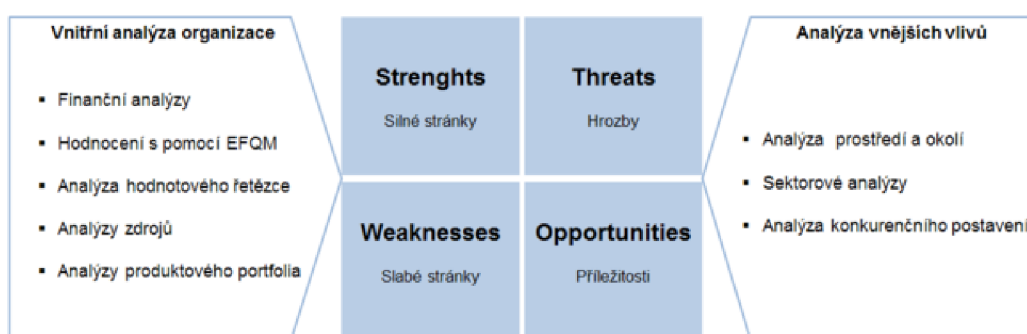 Vnitřní analýza organizace
▪ Finanční analýzy
▪ Hodnocení s pomocí EFQM
▪ Analýza hodnotového řetězce
▪ Analýzy zdrojů
▪ Analýzy produktového portfolia
Strenghts
Silné stránky
Threats
Hrozby
Weaknesses
Slabé stránky
Opportunities
Příležitosti
Analýza vnějších vlivů
▪ Analýza prostředí a okolí
▪ Sektorové analýzy
▪ Analýza konkurenčního postavení